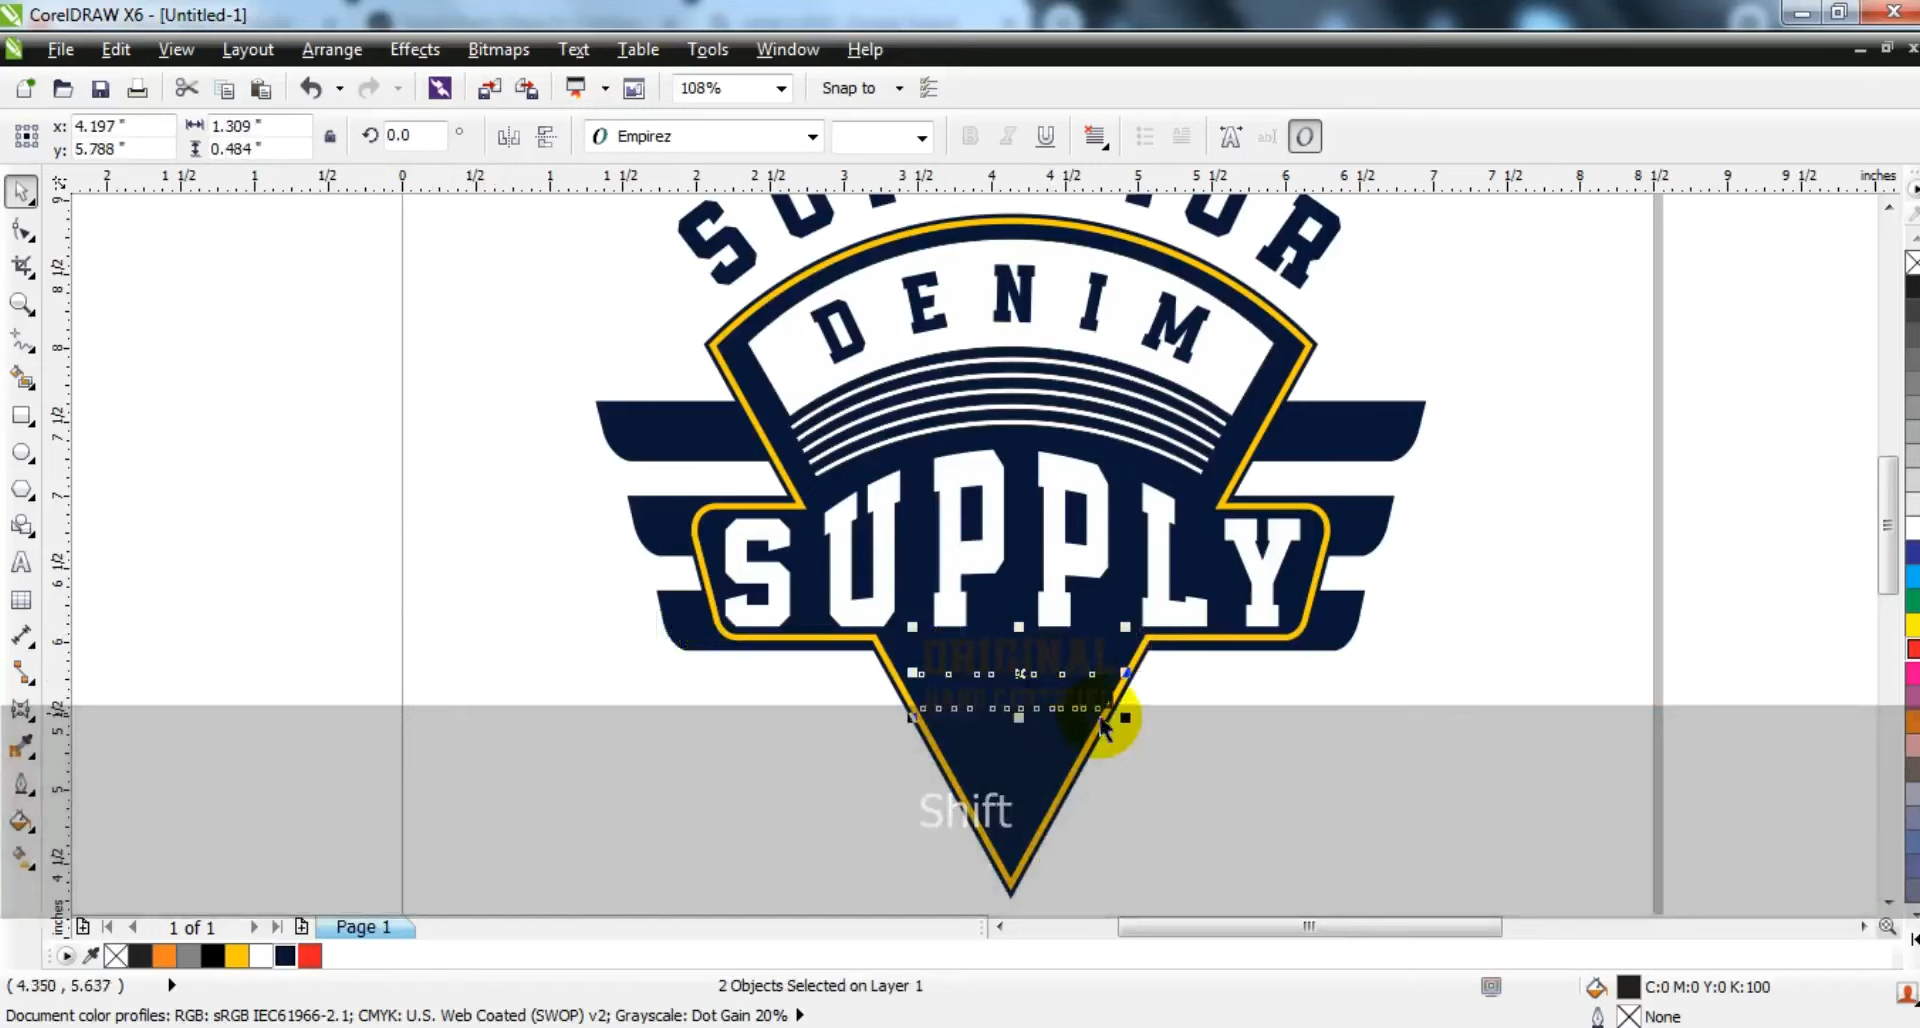 CorelDRAW X6 - [Untitled-1]
File Edit View Layout Arrange Effects Bitmaps Text Table Tools Window Help
108% Snap to
x: 4.197 " 1.309 " 0.0 ° O Empirez
y: 5.788 " 0.484 "
2 1 1/2 1 1/2 0 1/2 1 1 1/2 2 2 1/2 3 3 1/2 4 4 1/2 5 5 1/2 6 6 1/2 7 7 1/2 8 8 1/2 9 9 1/2 inches
DENIM
SUPPLY
ORIGINAL
Shift
1 of 1 Page 1
( 4.350 , 5.637 ) 2 Objects Selected on Layer 1 C:0 M:0 Y:0 K:100
Document color profiles: RGB: sRGB IEC61966-2.1; CMYK: U.S. Web Coated (SWOP) v2; Grayscale: Dot Gain 20% None